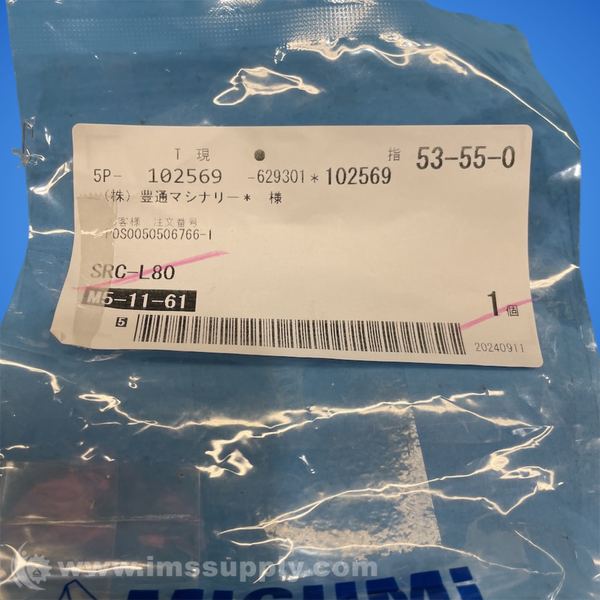 T 現 指 53-55-0
5P- 102569 -629301*102569
(株) 豊通マシナリー* 様
客様 注文番号
POS0050506766-1
SRC-L80
M5-11-61
1個
5
20240911
www.imssupply.com
MISUMi